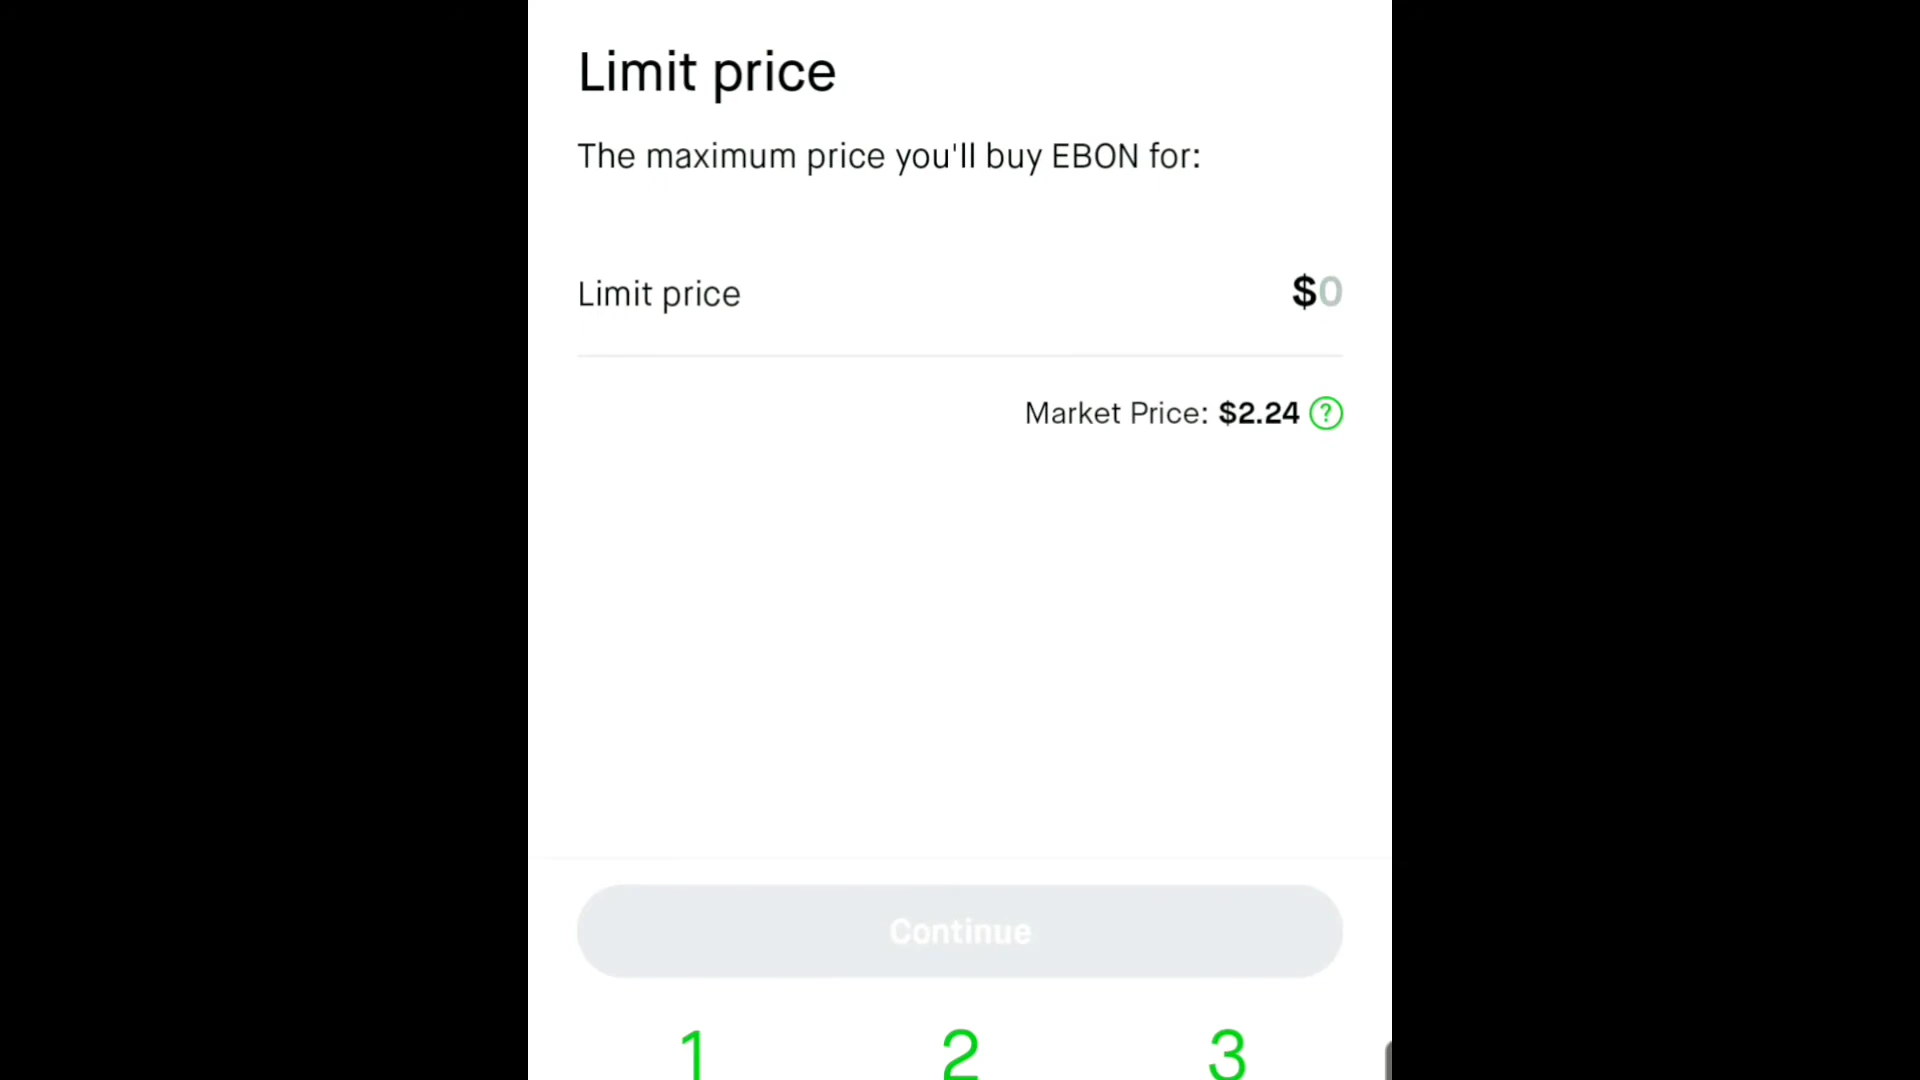 Limit price
The maximum price you'll buy EBON for:
Limit price $0
Market Price: $2.24 ?
Continue
1 2 3